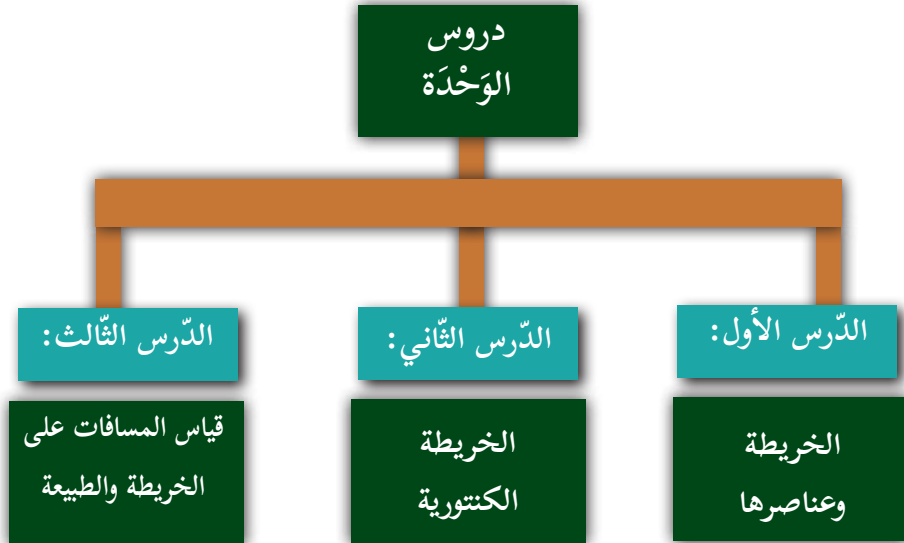 دروس
الوَحْدَة
الدّرس الأول:
الخريطة
وعناصرها
الدّرس الثّاني:
الخريطة
الكنتورية
الدّرس الثّالث:
قياس المسافات على
الخريطة والطبيعة